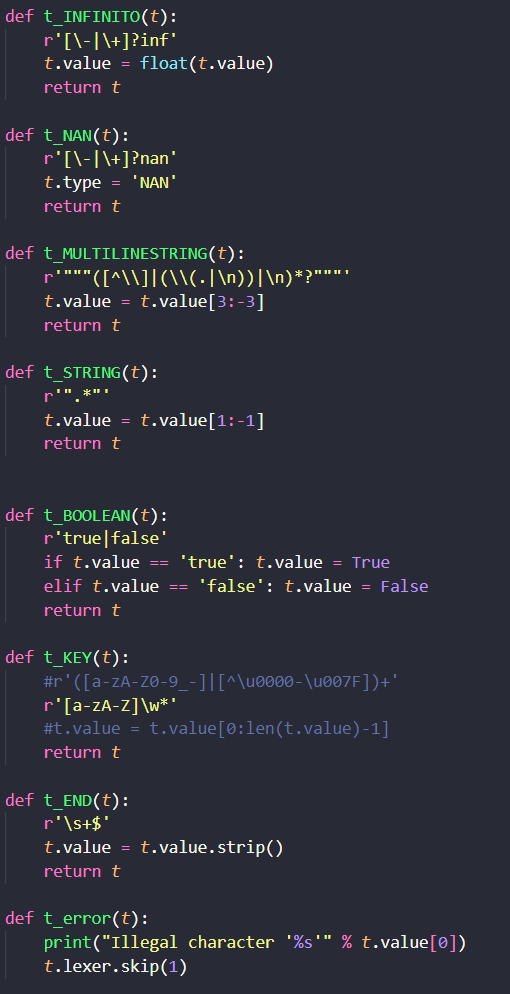 def t_INFINITO(t):
    r'[\-|\+]?inf'
    t.value = float(t.value)
    return t
def t_NAN(t):
    r'[\-|\+]?nan'
    t.type = 'NAN'
    return t
def t_MULTILINESTRING(t):
    r'"""([^\\]|(\\(.|\n))|\n)*?"""'
    t.value = t.value[3:-3]
    return t
def t_STRING(t):
    r'".*"'
    t.value = t.value[1:-1]
    return t
def t_BOOLEAN(t):
    r'true|false'
    if t.value == 'true': t.value = True
    elif t.value == 'false': t.value = False
    return t
def t_KEY(t):
    #r'([a-zA-Z0-9_-]|[^\u0000-\u007F])+'
    r'[a-zA-Z]\w*'
    #t.value = t.value[0:len(t.value)-1]
    return t
def t_END(t):
    r'\s+$'
    t.value = t.value.strip()
    return t
def t_error(t):
    print("Illegal character '%s'" % t.value[0])
    t.lexer.skip(1)